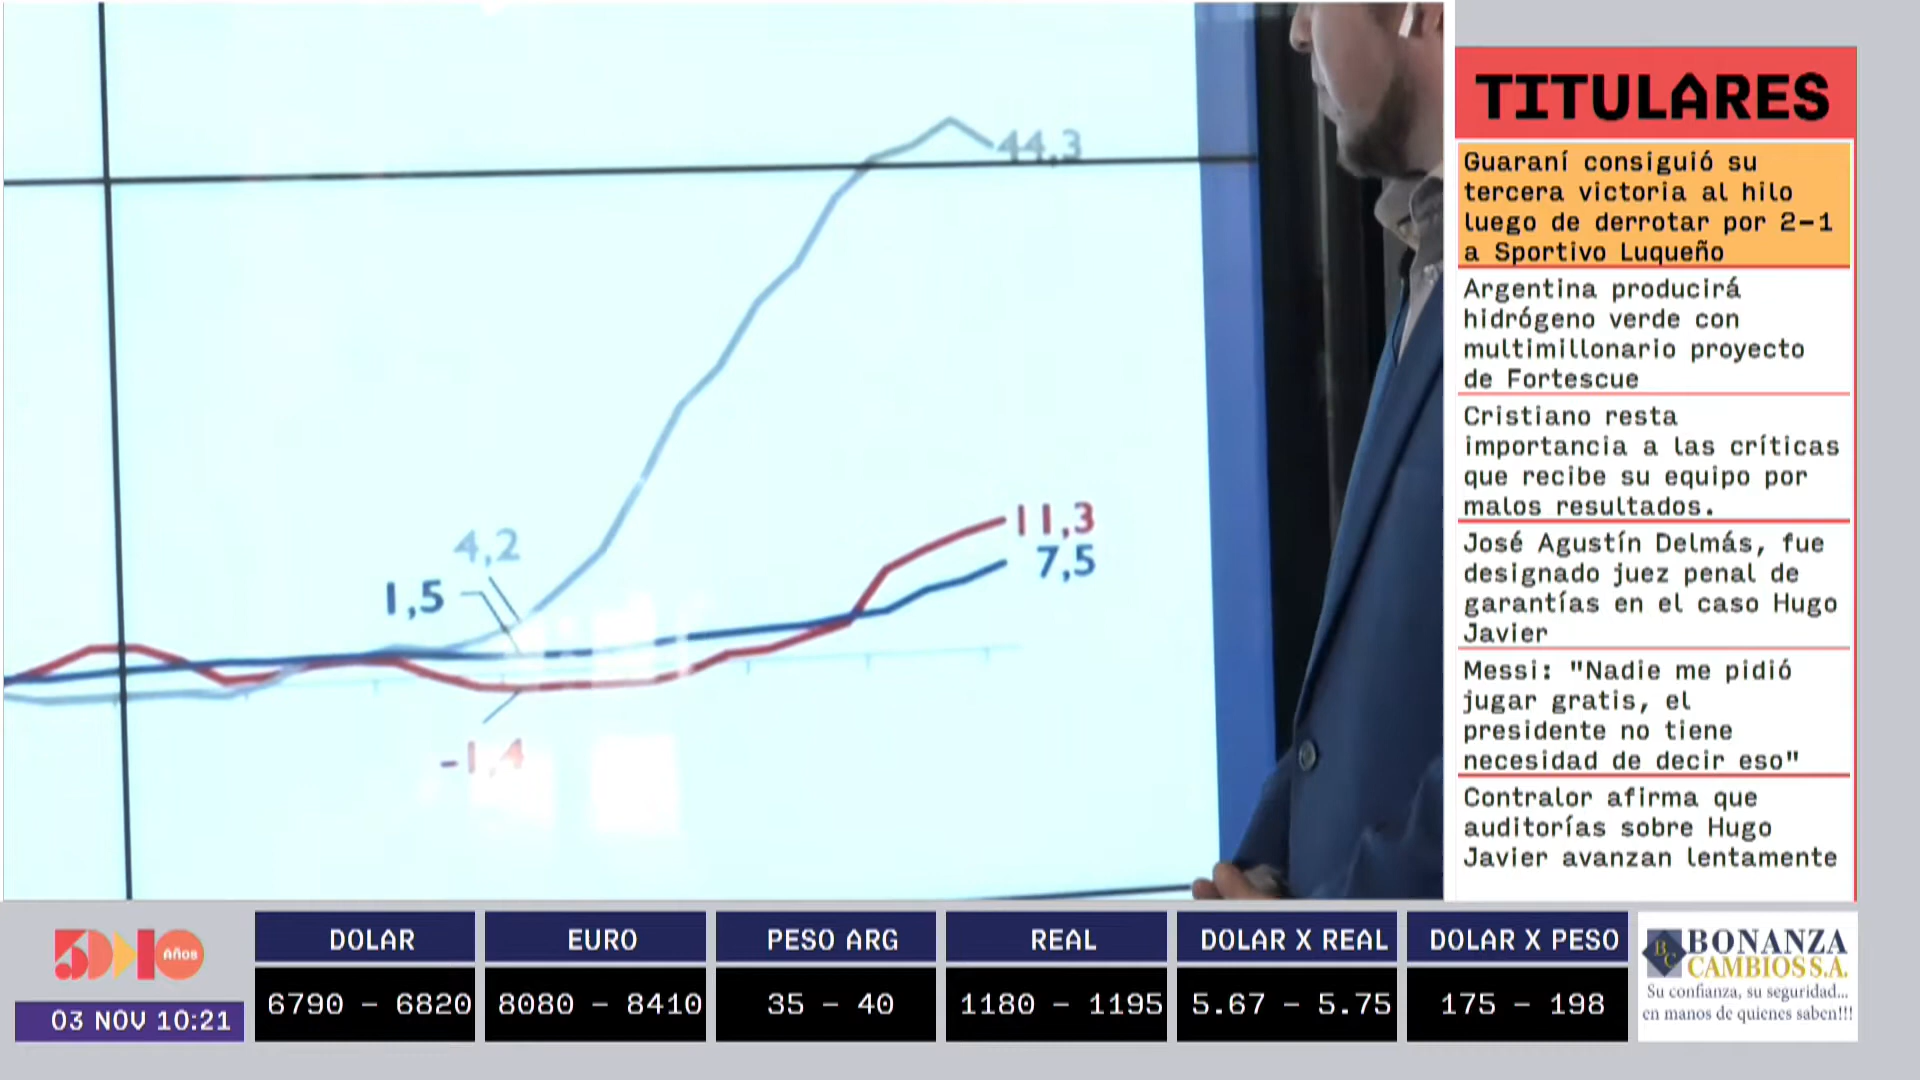 44,3
4,2
1,5
11,3
7,5
-1,4
TITULARES
Guaraní consiguió su
tercera victoria al hilo
luego de derrotar por 2-1
a Sportivo Luqueño
Argentina producirá
hidrógeno verde con
multimillonario proyecto
de Fortescue
Cristiano resta
importancia a las críticas
que recibe su equipo por
malos resultados.
José Agustín Delmás, fue
designado juez penal de
garantías en el caso Hugo
Javier
Messi: "Nadie me pidió
jugar gratis, el
presidente no tiene
necesidad de decir eso"
Contralor afirma que
auditorías sobre Hugo
Javier avanzan lentamente
5D 10 Años
03 NOV 10:21
DOLAR
6790 - 6820
EURO
8080 - 8410
PESO ARG
35 - 40
REAL
1180 - 1195
DOLAR X REAL
5.67 - 5.75
DOLAR X PESO
175 - 198
BC
BONANZA
CAMBIOS S.A.
Su confianza, su seguridad...
en manos de quienes saben!!!